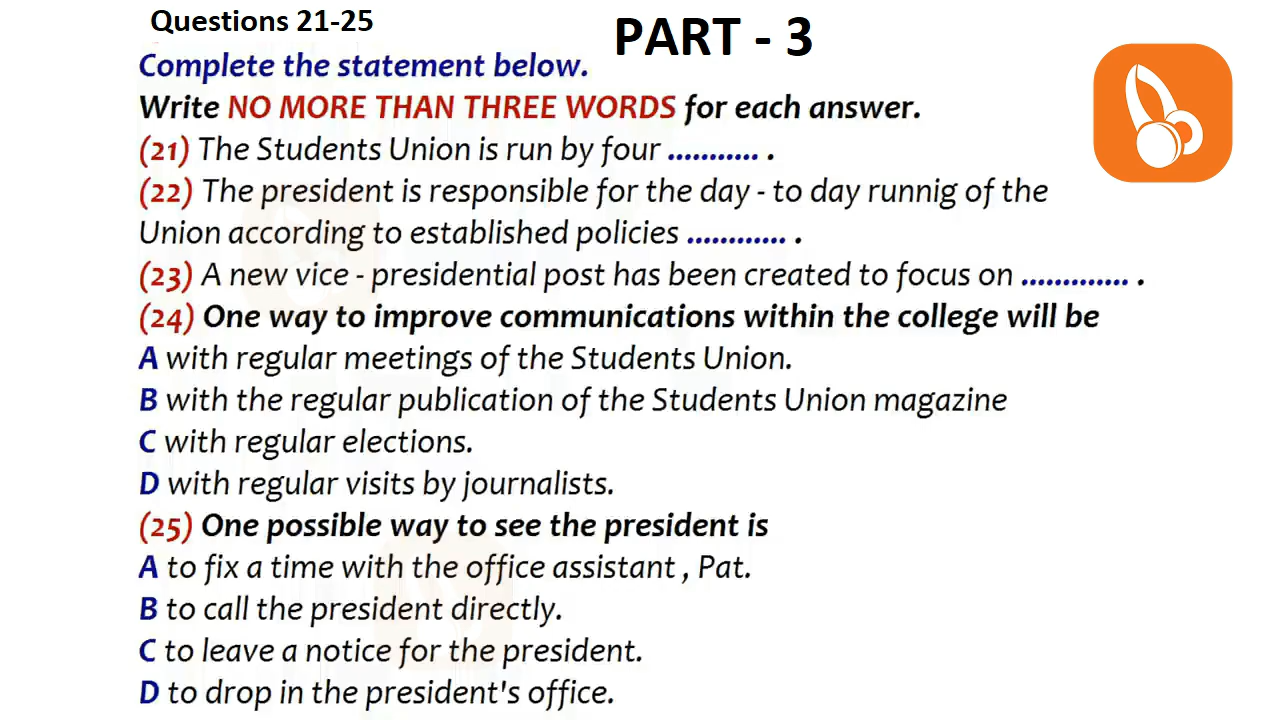 Questions 21-25
PART - 3
Complete the statement below.
Write NO MORE THAN THREE WORDS for each answer.
(21) The Students Union is run by four ........... .
(22) The president is responsible for the day - to day runnig of the
Union according to established policies ............ .
(23) A new vice - presidential post has been created to focus on ............. .
(24) One way to improve communications within the college will be
A with regular meetings of the Students Union.
B with the regular publication of the Students Union magazine
C with regular elections.
D with regular visits by journalists.
(25) One possible way to see the president is
A to fix a time with the office assistant , Pat.
B to call the president directly.
C to leave a notice for the president.
D to drop in the president's office.